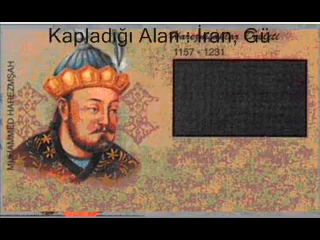 Kapladığı Alan : İran, Gü
1157 - 1231
MUHAMMED HAREZMŞAH